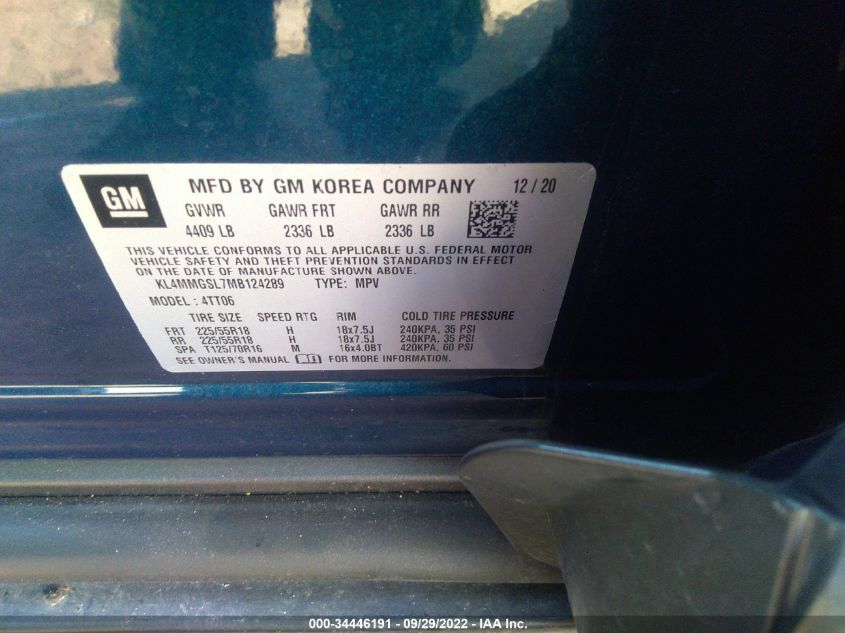 GM MFD BY GM KOREA COMPANY 12 / 20
GVWR GAWR FRT GAWR RR
4409 LB 2336 LB 2336 LB
THIS VEHICLE CONFORMS TO ALL APPLICABLE U.S. FEDERAL MOTOR
VEHICLE SAFETY AND THEFT PREVENTION STANDARDS IN EFFECT
ON THE DATE OF MANUFACTURE SHOWN ABOVE.
KL4MMGSL7MB124289 TYPE: MPV
MODEL : 4TT06
TIRE SIZE SPEED RTG RIM COLD TIRE PRESSURE
FRT 225/55R18 H 18x7.5J 240KPA, 35 PSI
RR 225/55R18 H 18x7.5J 240KPA, 35 PSI
SPA T125/70R16 M 16x4.0BT 420KPA, 60 PSI
SEE OWNER'S MANUAL FOR MORE INFORMATION.
000-34446191 - 09/29/2022 - IAA Inc.